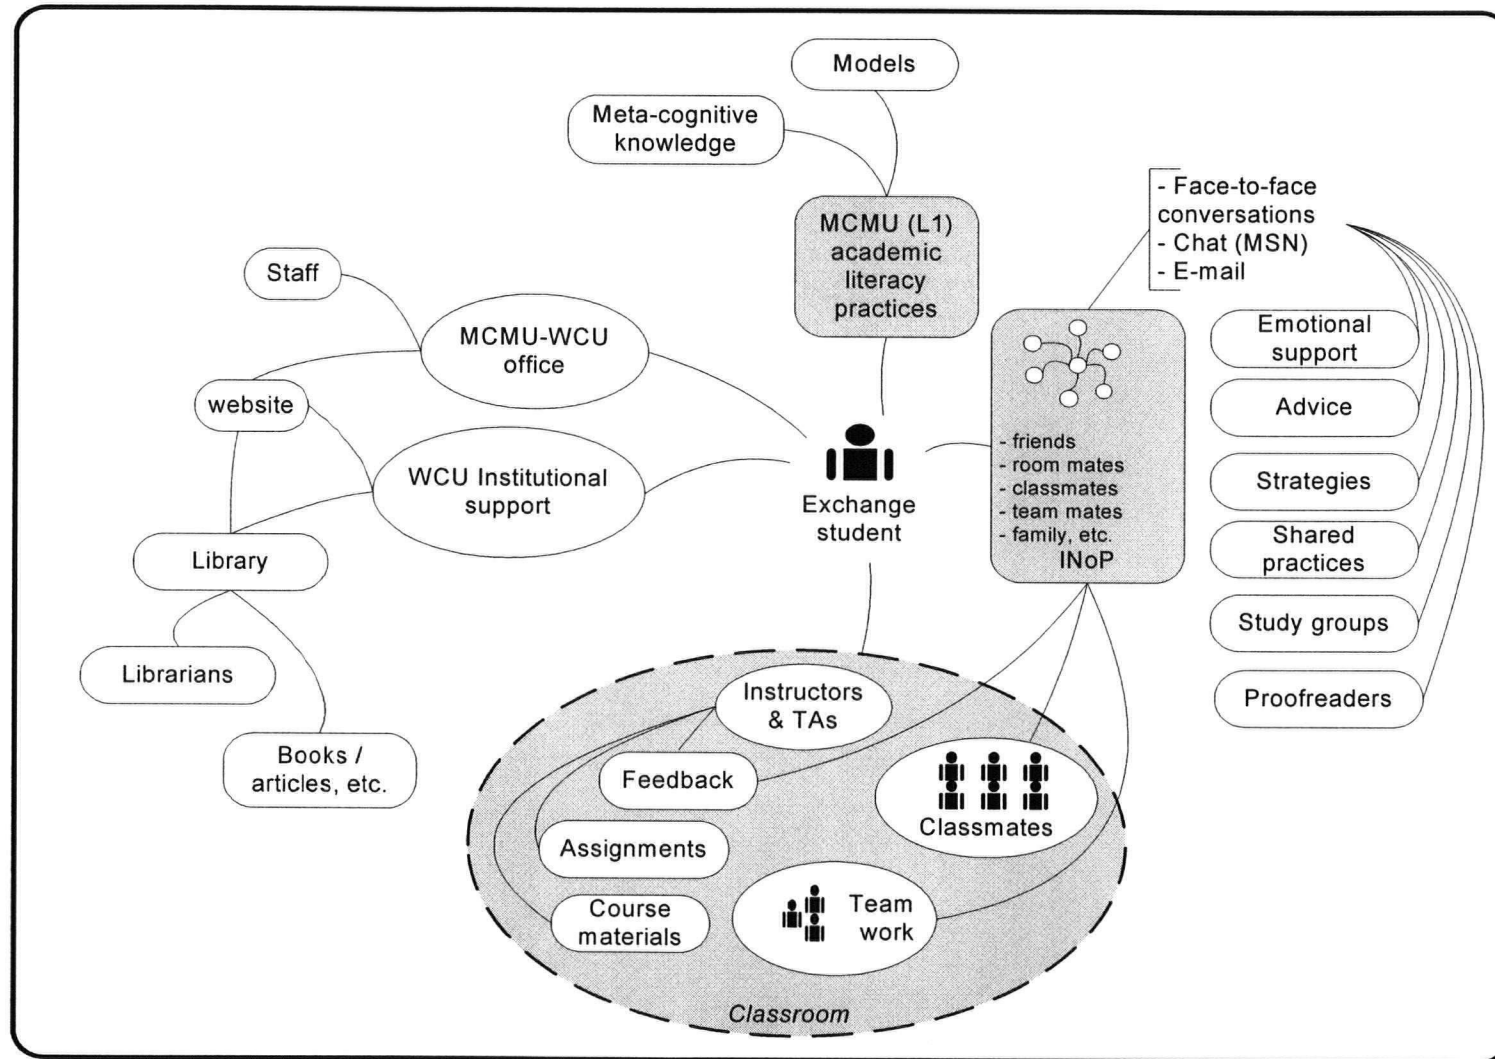 Models
Meta-cognitive
knowledge
MCMU (L1)
academic
literacy
practices
- Face-to-face
conversations
- Chat (MSN)
- E-mail
Staff
MCMU-WCU
office
website
WCU Institutional
support
Library
Librarians
Books /
articles, etc.
Exchange
student
- friends
- room mates
- classmates
- team mates
- family, etc.
INoP
Emotional
support
Advice
Strategies
Shared
practices
Study groups
Proofreaders
Instructors
& TAs
Feedback
Classmates
Assignments
Team
work
Course
materials
Classroom